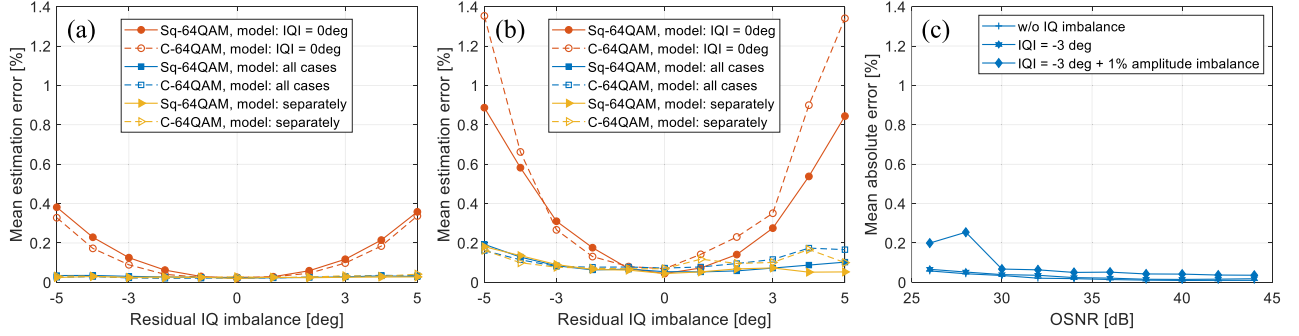 (a)
Sq-64QAM, model: IQI = 0deg
C-64QAM, model: IQI = 0deg
Sq-64QAM, model: all cases
C-64QAM, model: all cases
Sq-64QAM, model: separately
C-64QAM, model: separately
Mean estimation error [%]
1.4
1.2
1
0.8
0.6
0.4
0.2
0
-5
-3
0
3
5
Residual IQ imbalance [deg]
(b)
Sq-64QAM, model: IQI = 0deg
C-64QAM, model: IQI = 0deg
Sq-64QAM, model: all cases
C-64QAM, model: all cases
Sq-64QAM, model: separately
C-64QAM, model: separately
Mean estimation error [%]
1.4
1.2
1
0.8
0.6
0.4
0.2
0
-5
-3
0
3
5
Residual IQ imbalance [deg]
(c)
w/o IQ imbalance
IQI = -3 deg
IQI = -3 deg + 1% amplitude imbalance
Mean absolute error [%]
1.4
1.2
1
0.8
0.6
0.4
0.2
0
25
30
35
40
45
OSNR [dB]